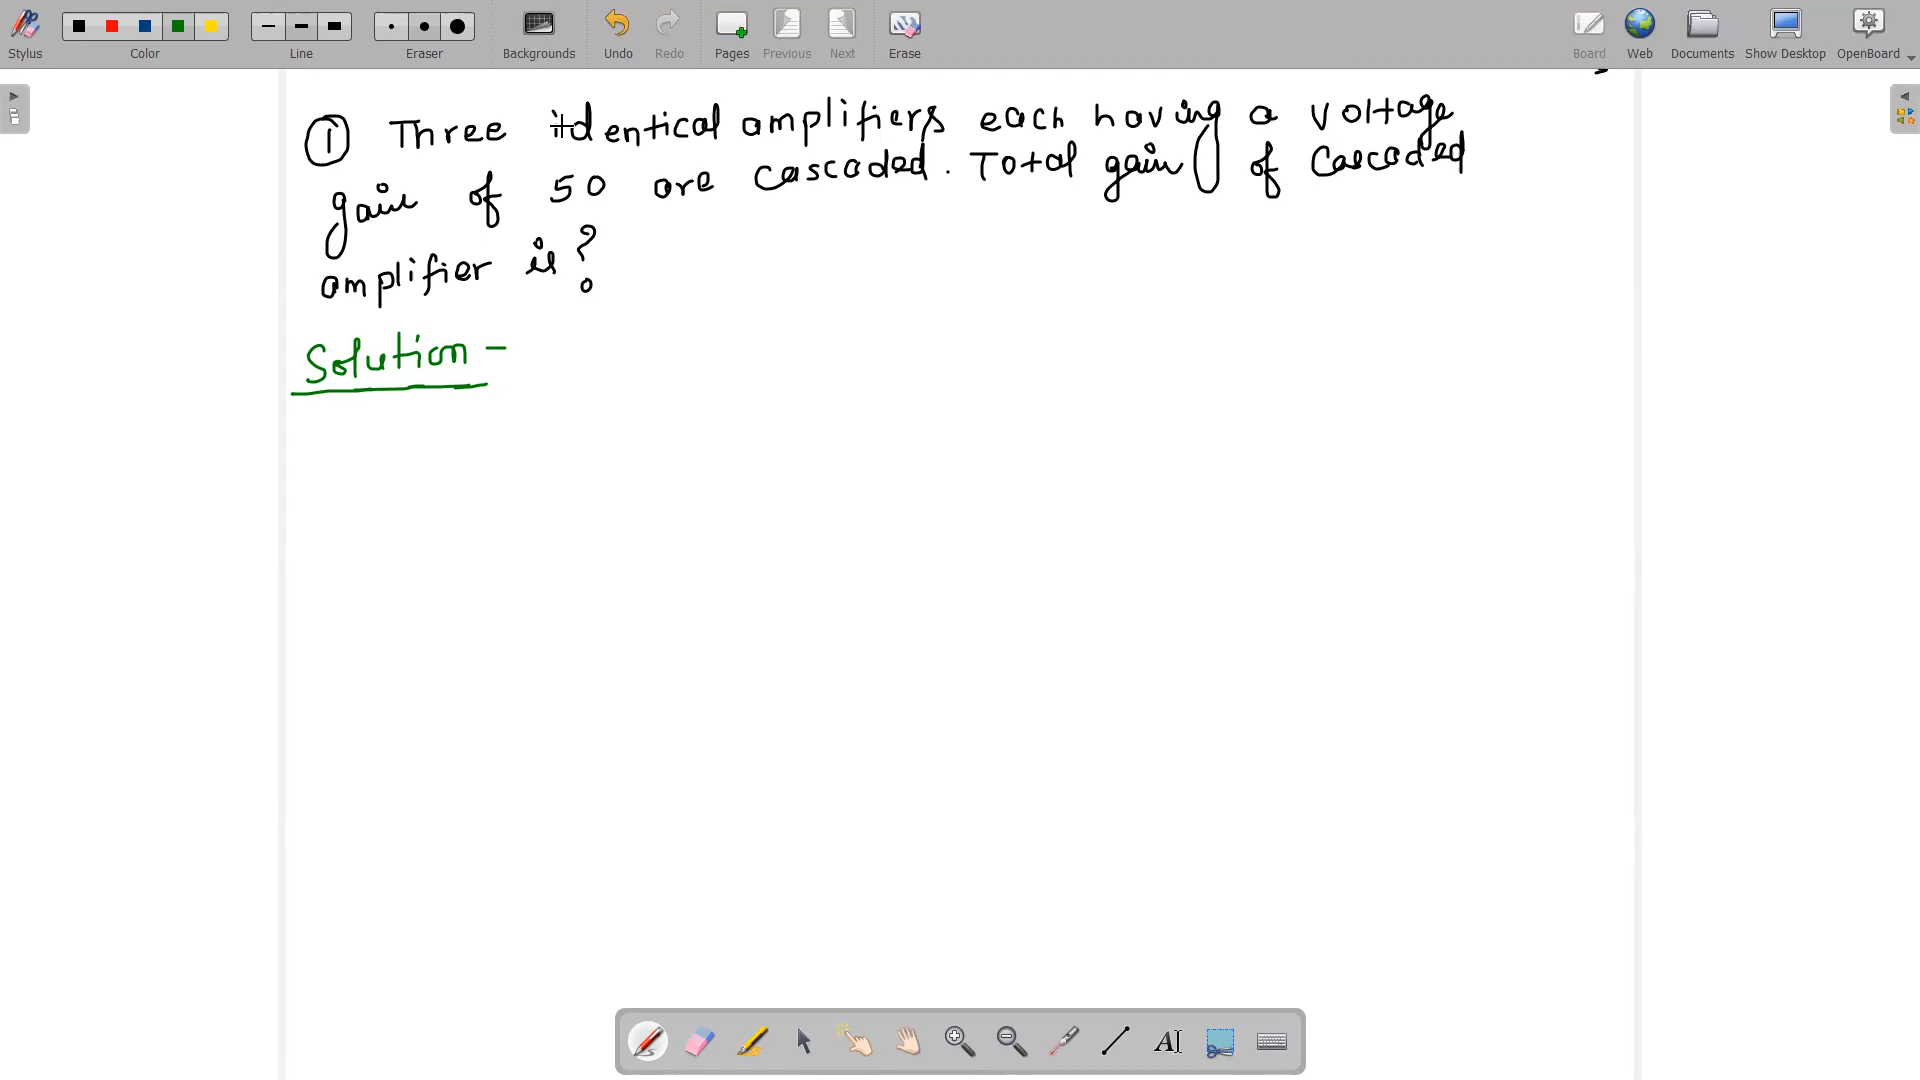 Stylus Color Line Eraser Backgrounds Undo Redo Pages Previous Next Erase Board Web Documents Show Desktop OpenBoard
① Three identical amplifiers each having a voltage
gain of 50 are cascaded. Total gain of cascaded
amplifier is?
Solution -